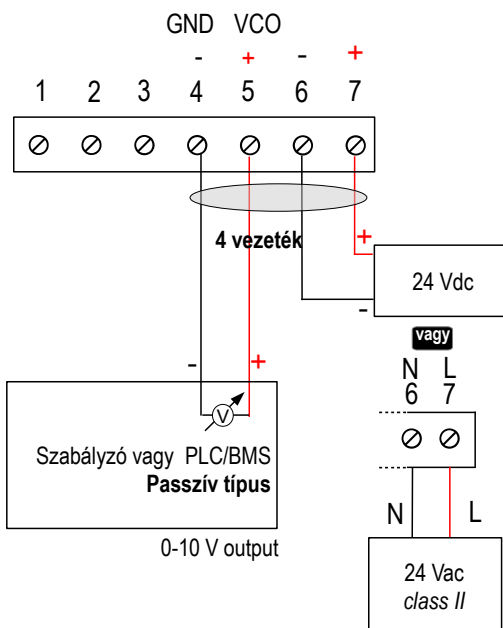 GND VCO
- + - +
1 2 3 4 5 6 7
4 vezeték
+
24 Vdc
-
vagy
N L
6 7
- +
V
Szabályzó vagy PLC/BMS
Passzív típus
N L
0-10 V output
24 Vac
class II